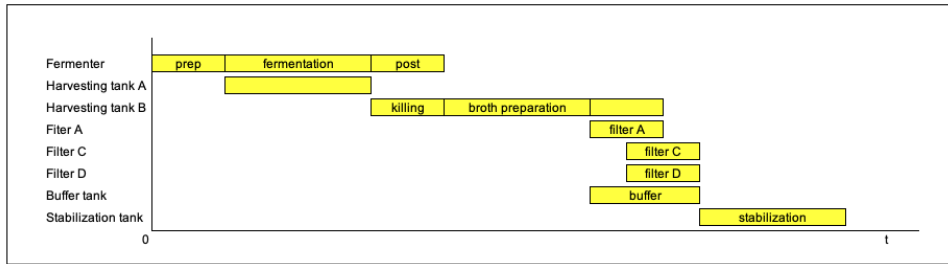 Fermenter prep fermentation post
Harvesting tank A
Harvesting tank B killing broth preparation
Fiter A filter A
Filter C filter C
Filter D filter D
Buffer tank buffer
Stabilization tank stabilization
0 t